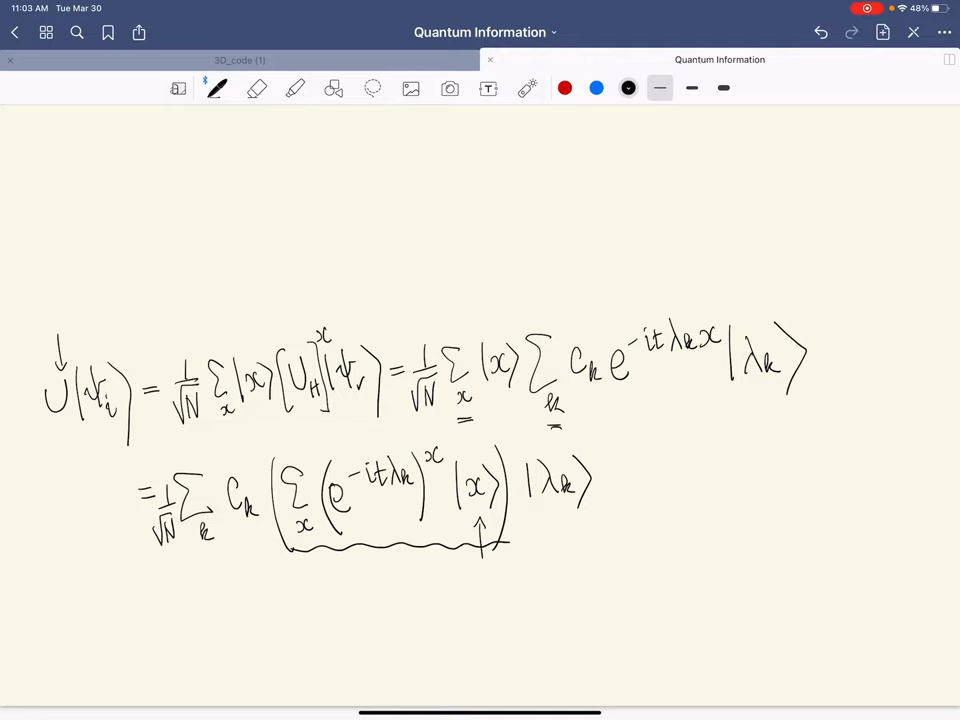 11:03 AM Tue Mar 30 48%
Quantum Information
3D_code (1) Quantum Information
T
U|ψ_i⟩ = 1/√N Σ_x |x⟩ [U_H]^x |ψ_r⟩ = 1/√N Σ_x |x⟩ Σ_k C_k e^{-itλ_k x} |λ_k⟩
= 1/√N Σ_k C_k ( Σ_x (e^{-itλ_k})^x |x⟩ ) |λ_k⟩